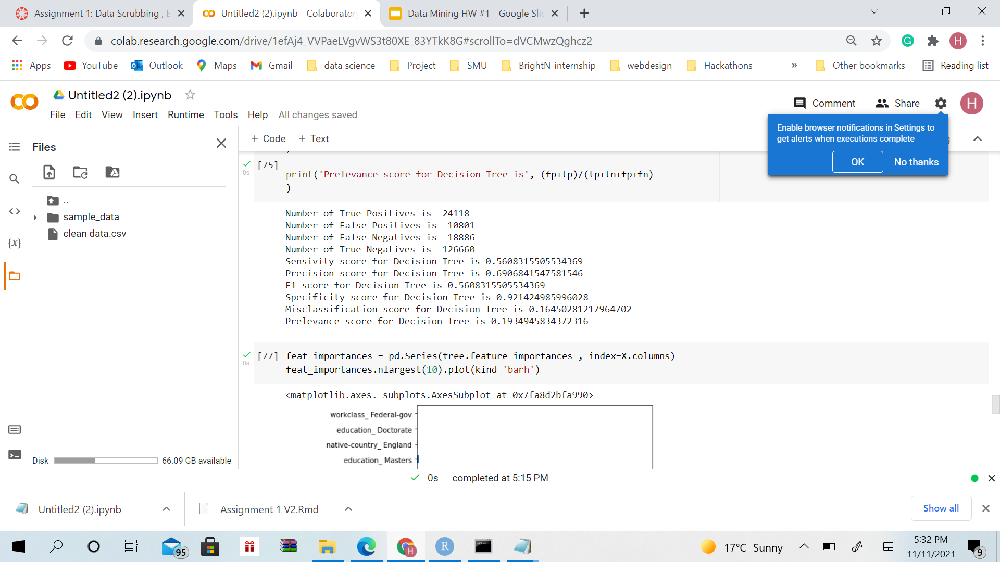 Assignment 1: Data Scrubbing , E
Untitled2 (2).ipynb - Colaboratory
Data Mining HW #1 - Google Slid
colab.research.google.com/drive/1efAj4_VVPaeLVgvWS3t80XE_83YTkK8G#scrollTo=dVCMwzQghcz2
H
Apps
YouTube
Outlook
Maps
Gmail
data science
Project
SMU
BrightN-internship
webdesign
Hackathons
»
Other bookmarks
Reading list
Untitled2 (2).ipynb
Comment
Share
H
File Edit View Insert Runtime Tools Help All changes saved
Enable browser notifications in Settings to
get alerts when executions complete
OK
No thanks
Files
+ Code + Text
..
sample_data
clean data.csv
{x}
Disk
66.09 GB available
[75]
0s
print('Prelevance score for Decision Tree is', (fp+tp)/(tp+tn+fp+fn)
)
Number of True Positives is  24118
Number of False Positives is  10801
Number of False Negatives is  18886
Number of True Negatives is  126660
Sensivity score for Decision Tree is 0.5608315505534369
Precision score for Decision Tree is 0.6906841547581546
F1 score for Decision Tree is 0.5608315505534369
Specificity score for Decision Tree is 0.921424985996028
Misclassification score for Decision Tree is 0.16450281217964702
Prelevance score for Decision Tree is 0.1934945834372316
[77]
0s
feat_importances = pd.Series(tree.feature_importances_, index=X.columns)
feat_importances.nlargest(10).plot(kind='barh')
<matplotlib.axes._subplots.AxesSubplot at 0x7fa8d2bfa990>
workclass_ Federal-gov
education_ Doctorate
native-country_ England
education_ Masters
0s completed at 5:15 PM
Untitled2 (2).ipynb
Assignment 1 V2.Rmd
Show all
95
H
R
17°C Sunny
5:32 PM
11/11/2021
9